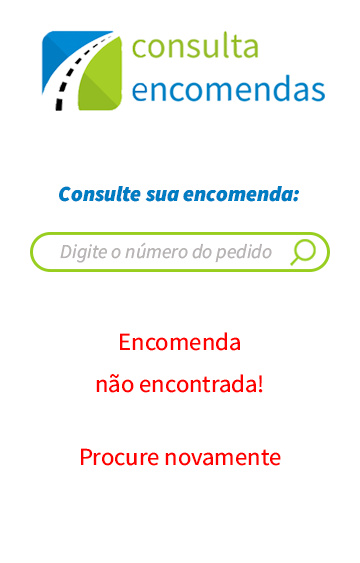 consulta
encomendas
Consulte sua encomenda:
Digite o número do pedido
Encomenda
não encontrada!
Procure novamente